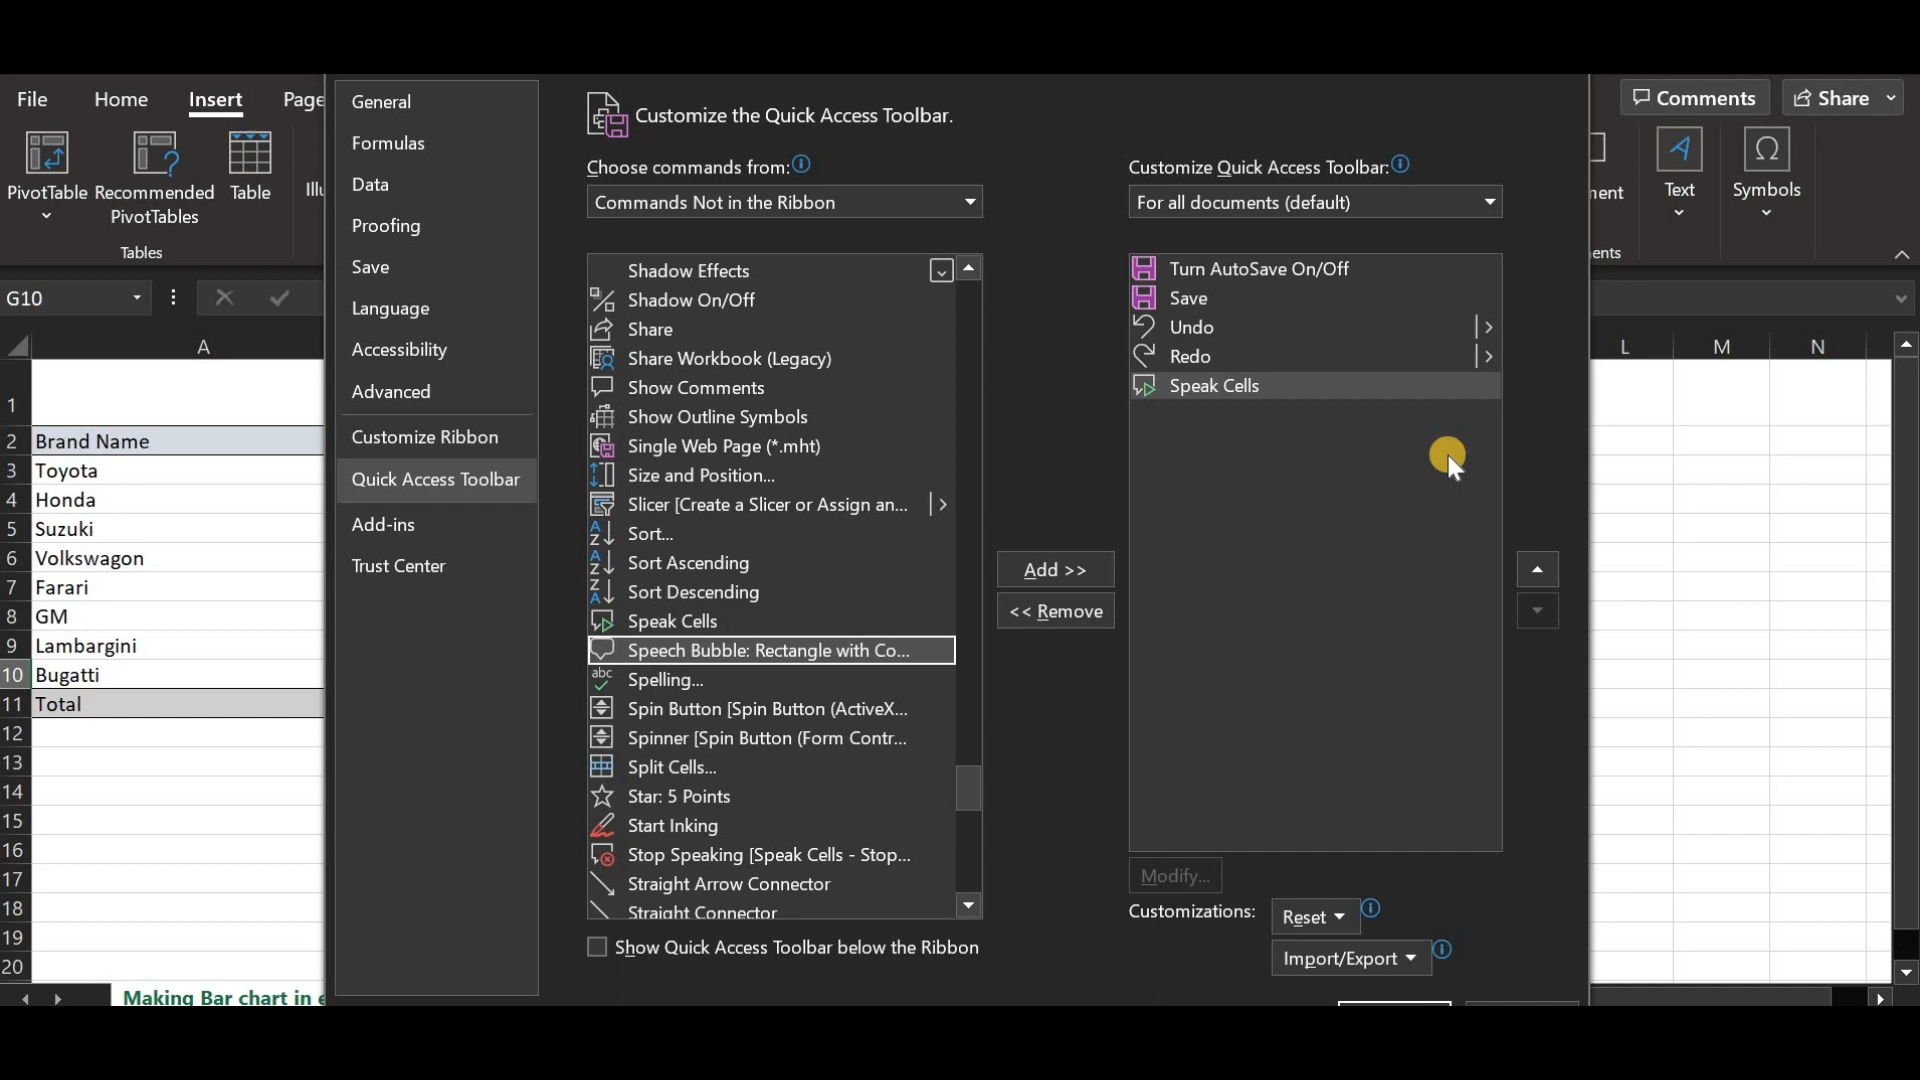 File
Home
Insert
Page
Comments
Share
PivotTable
Recommended
PivotTables
Table
Tables
Text
Symbols
G10
A
L
M
N
1
2 Brand Name
3 Toyota
4 Honda
5 Suzuki
6 Volkswagon
7 Farari
8 GM
9 Lambargini
10 Bugatti
11 Total
12
13
14
15
16
17
18
19
20
Making Bar chart in e
General
Formulas
Data
Proofing
Save
Language
Accessibility
Advanced
Customize Ribbon
Quick Access Toolbar
Add-ins
Trust Center
Customize the Quick Access Toolbar.
Choose commands from:
Commands Not in the Ribbon
Shadow Effects
Shadow On/Off
Share
Share Workbook (Legacy)
Show Comments
Show Outline Symbols
Single Web Page (*.mht)
Size and Position...
Slicer [Create a Slicer or Assign an...
Sort...
Sort Ascending
Sort Descending
Speak Cells
Speech Bubble: Rectangle with Co...
Spelling...
Spin Button [Spin Button (ActiveX...
Spinner [Spin Button (Form Contr...
Split Cells...
Star: 5 Points
Start Inking
Stop Speaking [Speak Cells - Stop...
Straight Arrow Connector
Straight Connector
Show Quick Access Toolbar below the Ribbon
Add >>
<< Remove
Customize Quick Access Toolbar:
For all documents (default)
Turn AutoSave On/Off
Save
Undo
Redo
Speak Cells
Modify...
Customizations:
Reset
Import/Export